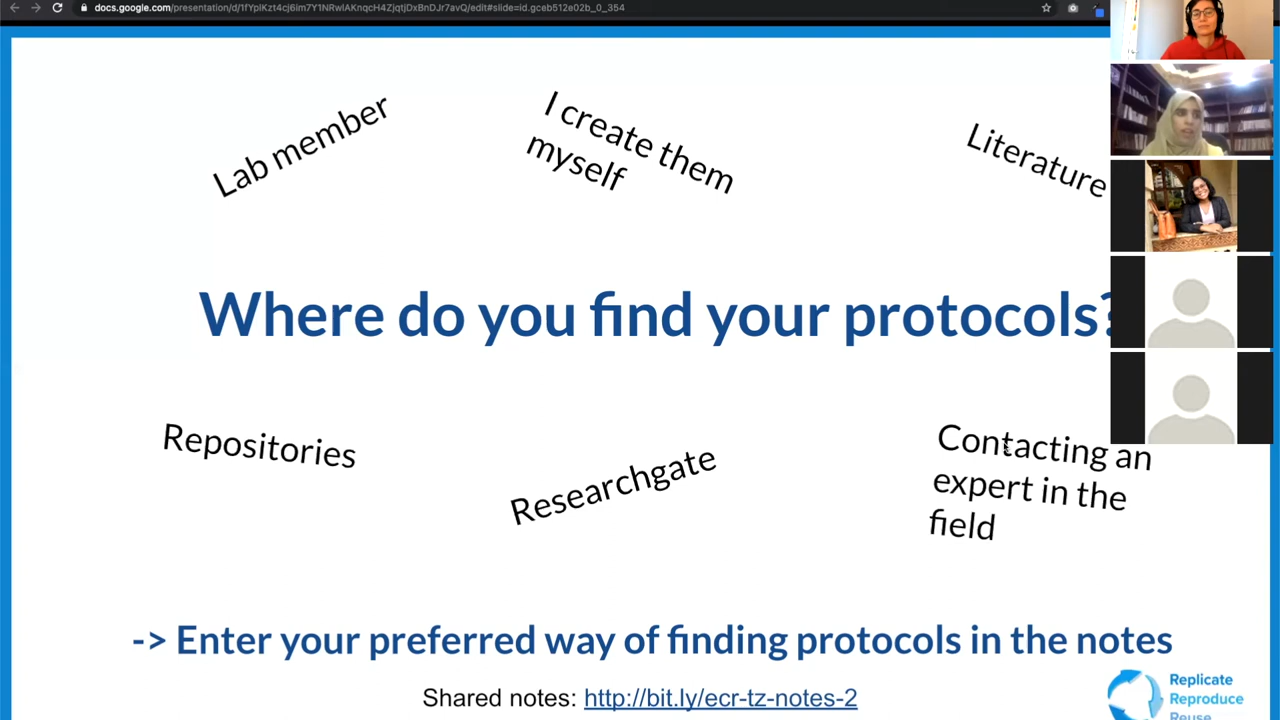 docs.google.com/presentation/d/1fYpIKzt4cj6im7Y1NRwIAKnqcH4ZjqtjDxBnDJr7avQ/edit#slide=id.gceb512e02b_0_354
Lab member
I create them
myself
Literature
Where do you find your protocols?
Repositories
Researchgate
Contacting an
expert in the
field
-> Enter your preferred way of finding protocols in the notes
Shared notes: http://bit.ly/ecr-tz-notes-2
Replicate
Reproduce
Reuse